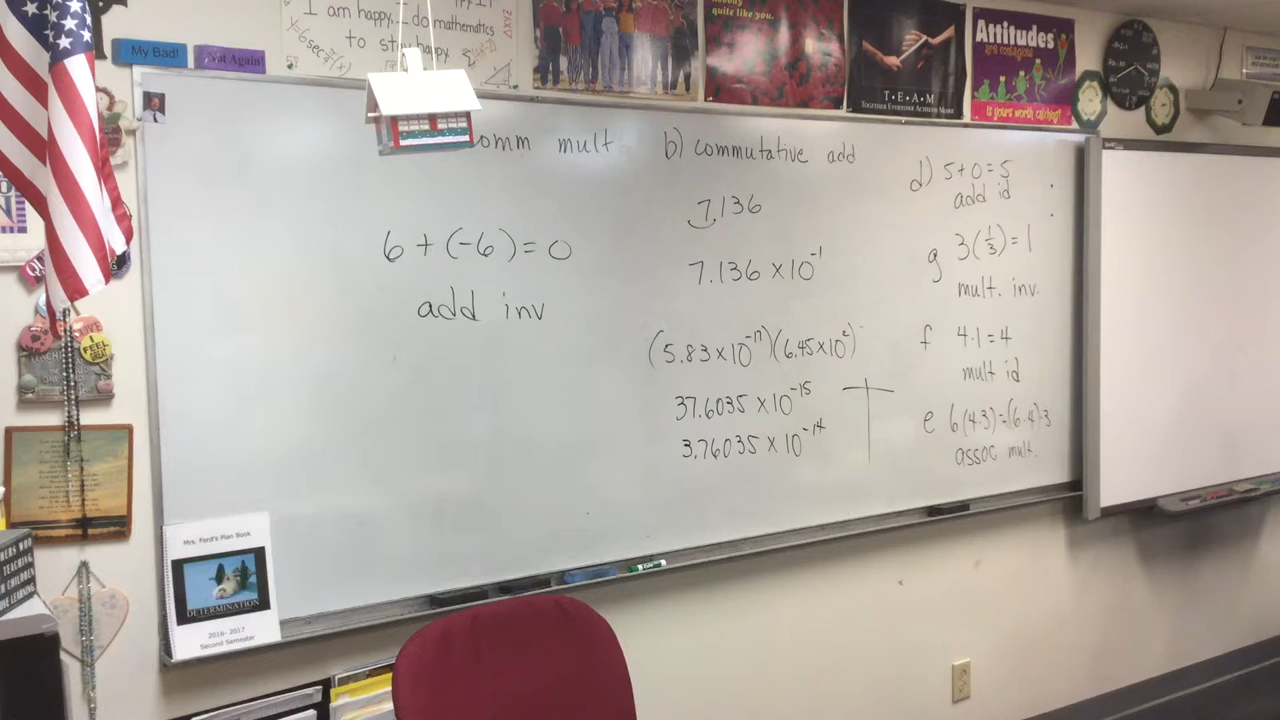 My Bad!
Not Again!
I am happy I do mathematics
to stay happy
nobody
quite like you.
T•E•A•M
TOGETHER EVERYONE ACHIEVES MORE
Attitudes
are contagious
is yours worth catching?
comm mult
6 + (-6) = 0
add inv
b) commutative add
7,136
7.136 × 10⁻¹
(5.83 × 10⁻¹⁷)(6.45 × 10²)
37.6035 × 10⁻¹⁵
3.76035 × 10⁻¹⁴
d) 5 + 0 = 5
add id
g 3(1/3) = 1
mult. inv.
f 4·1 = 4
mult id
e 6(4·3) = (6·4)·3
assoc mult.
I FEEL
GREAT
Mrs. Ford's Plan Book
DETERMINATION
2016- 2017
Second Semester